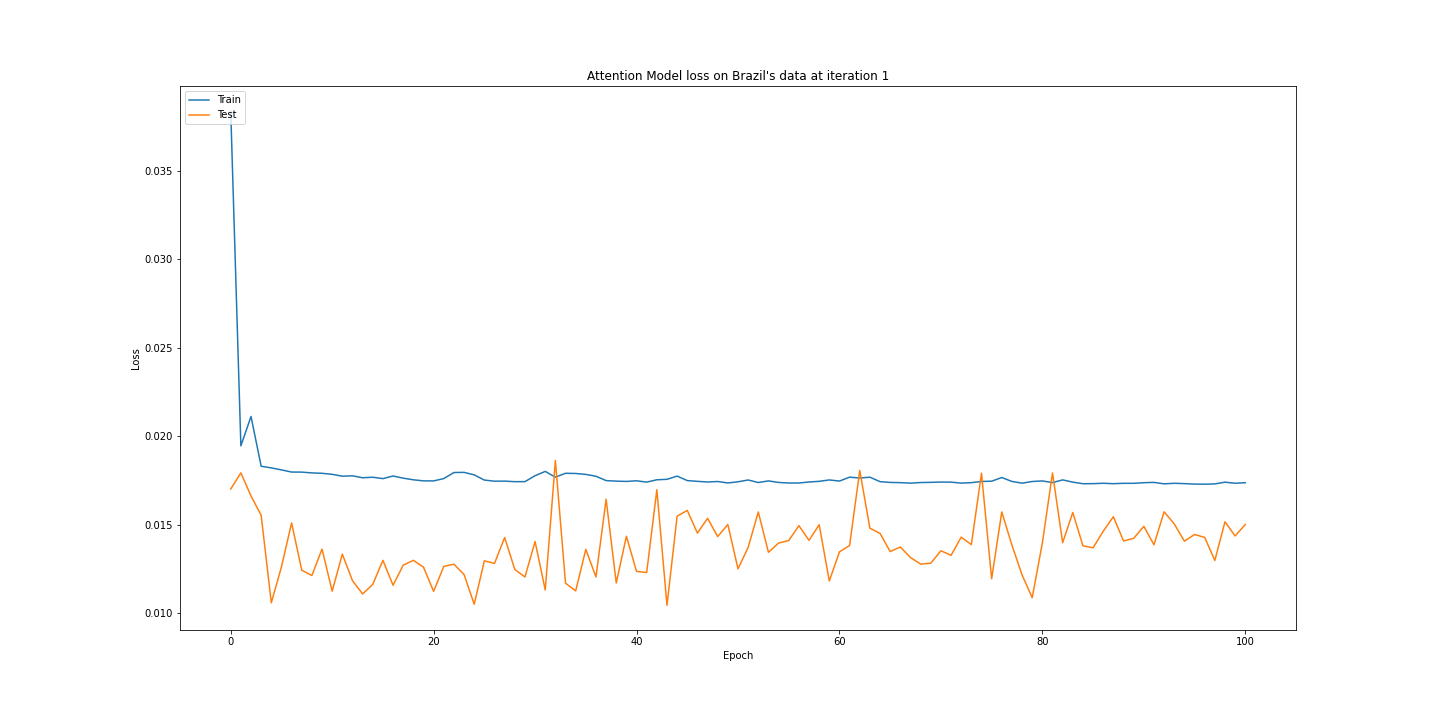 Attention Model loss on Brazil's data at iteration 1
Train
Test
0.035
0.030
0.025
0.020
0.015
0.010
Loss
0 20 40 60 80 100
Epoch